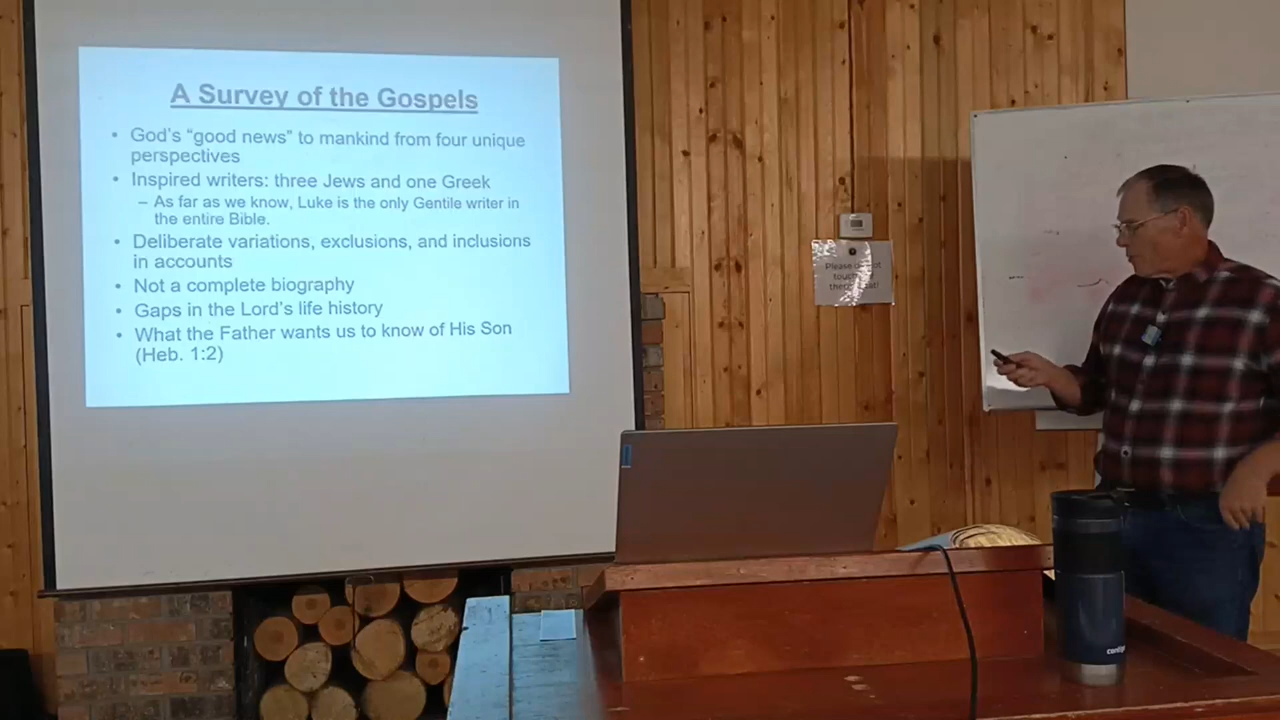 A Survey of the Gospels
• God's "good news" to mankind from four unique
perspectives
• Inspired writers: three Jews and one Greek
– As far as we know, Luke is the only Gentile writer in
the entire Bible.
• Deliberate variations, exclusions, and inclusions
in accounts
• Not a complete biography
• Gaps in the Lord's life history
• What the Father wants us to know of His Son
(Heb. 1:2)
Please
touch